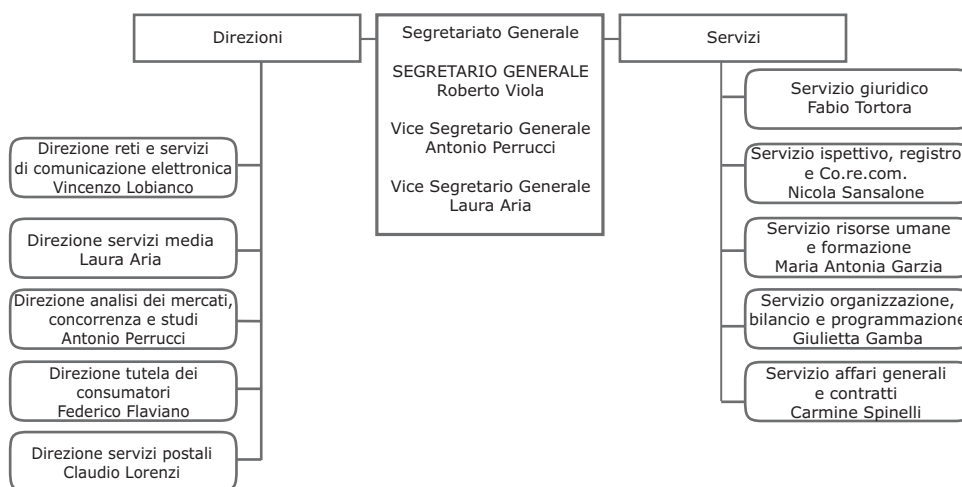 Direzioni
Segretariato Generale
SEGRETARIO GENERALE
Roberto Viola
Vice Segretario Generale
Antonio Perrucci
Vice Segretario Generale
Laura Aria
Servizi
Direzione reti e servizi
di comunicazione elettronica
Vincenzo Lobianco
Direzione servizi media
Laura Aria
Direzione analisi dei mercati,
concorrenza e studi
Antonio Perrucci
Direzione tutela dei
consumatori
Federico Flaviano
Direzione servizi postali
Claudio Lorenzi
Servizio giuridico
Fabio Tortora
Servizio ispettivo, registro
e Co.re.com.
Nicola Sansalone
Servizio risorse umane
e formazione
Maria Antonia Garzia
Servizio organizzazione,
bilancio e programmazione
Giulietta Gamba
Servizio affari generali
e contratti
Carmine Spinelli